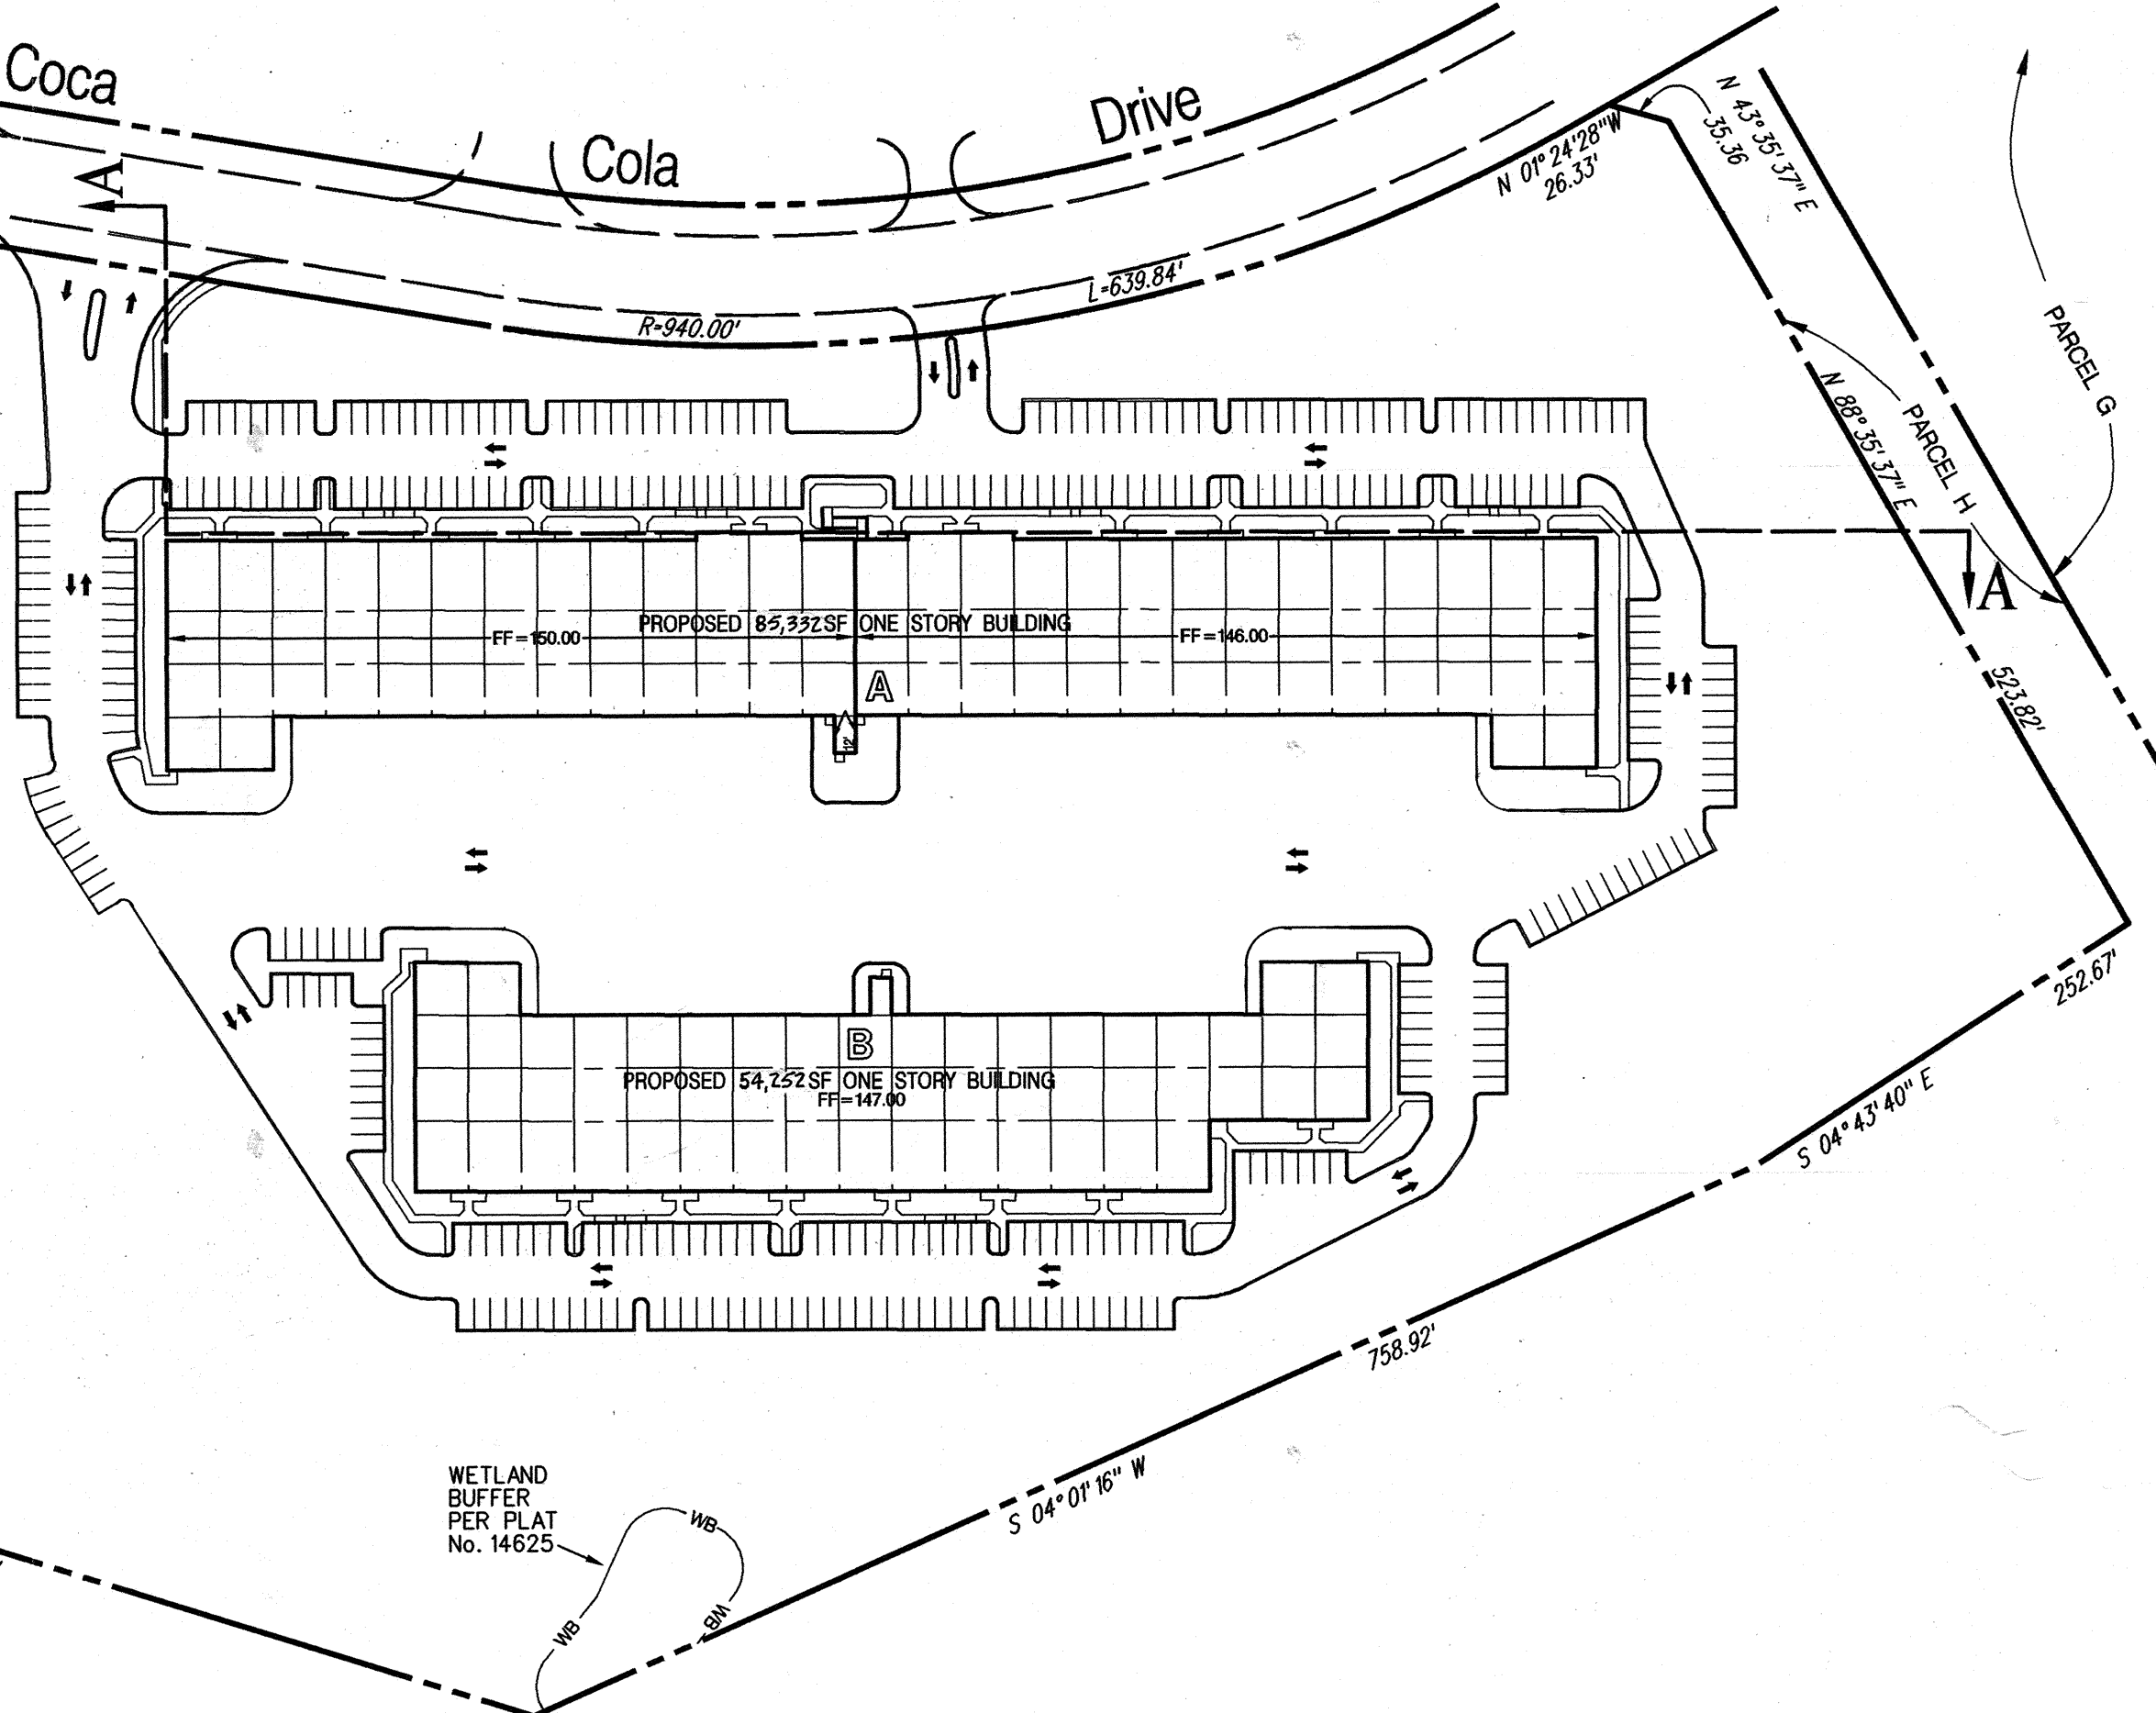 Coca
Cola
Drive
A
N 01° 24' 28" W
26.33'
35.36
N 43° 35' 37" E
L=639.84'
R=940.00'
PARCEL G
PARCEL H
N 88° 35' 37" E
523.82'
A
PROPOSED 85,332 SF ONE STORY BUILDING
FF=150.00
FF=146.00
A
12'
252.67'
S 04° 43' 40" E
B
PROPOSED 54,252 SF ONE STORY BUILDING
FF=147.00
758.92'
S 04° 01' 16" W
WETLAND
BUFFER
PER PLAT
No. 14625
WB
WB
WB